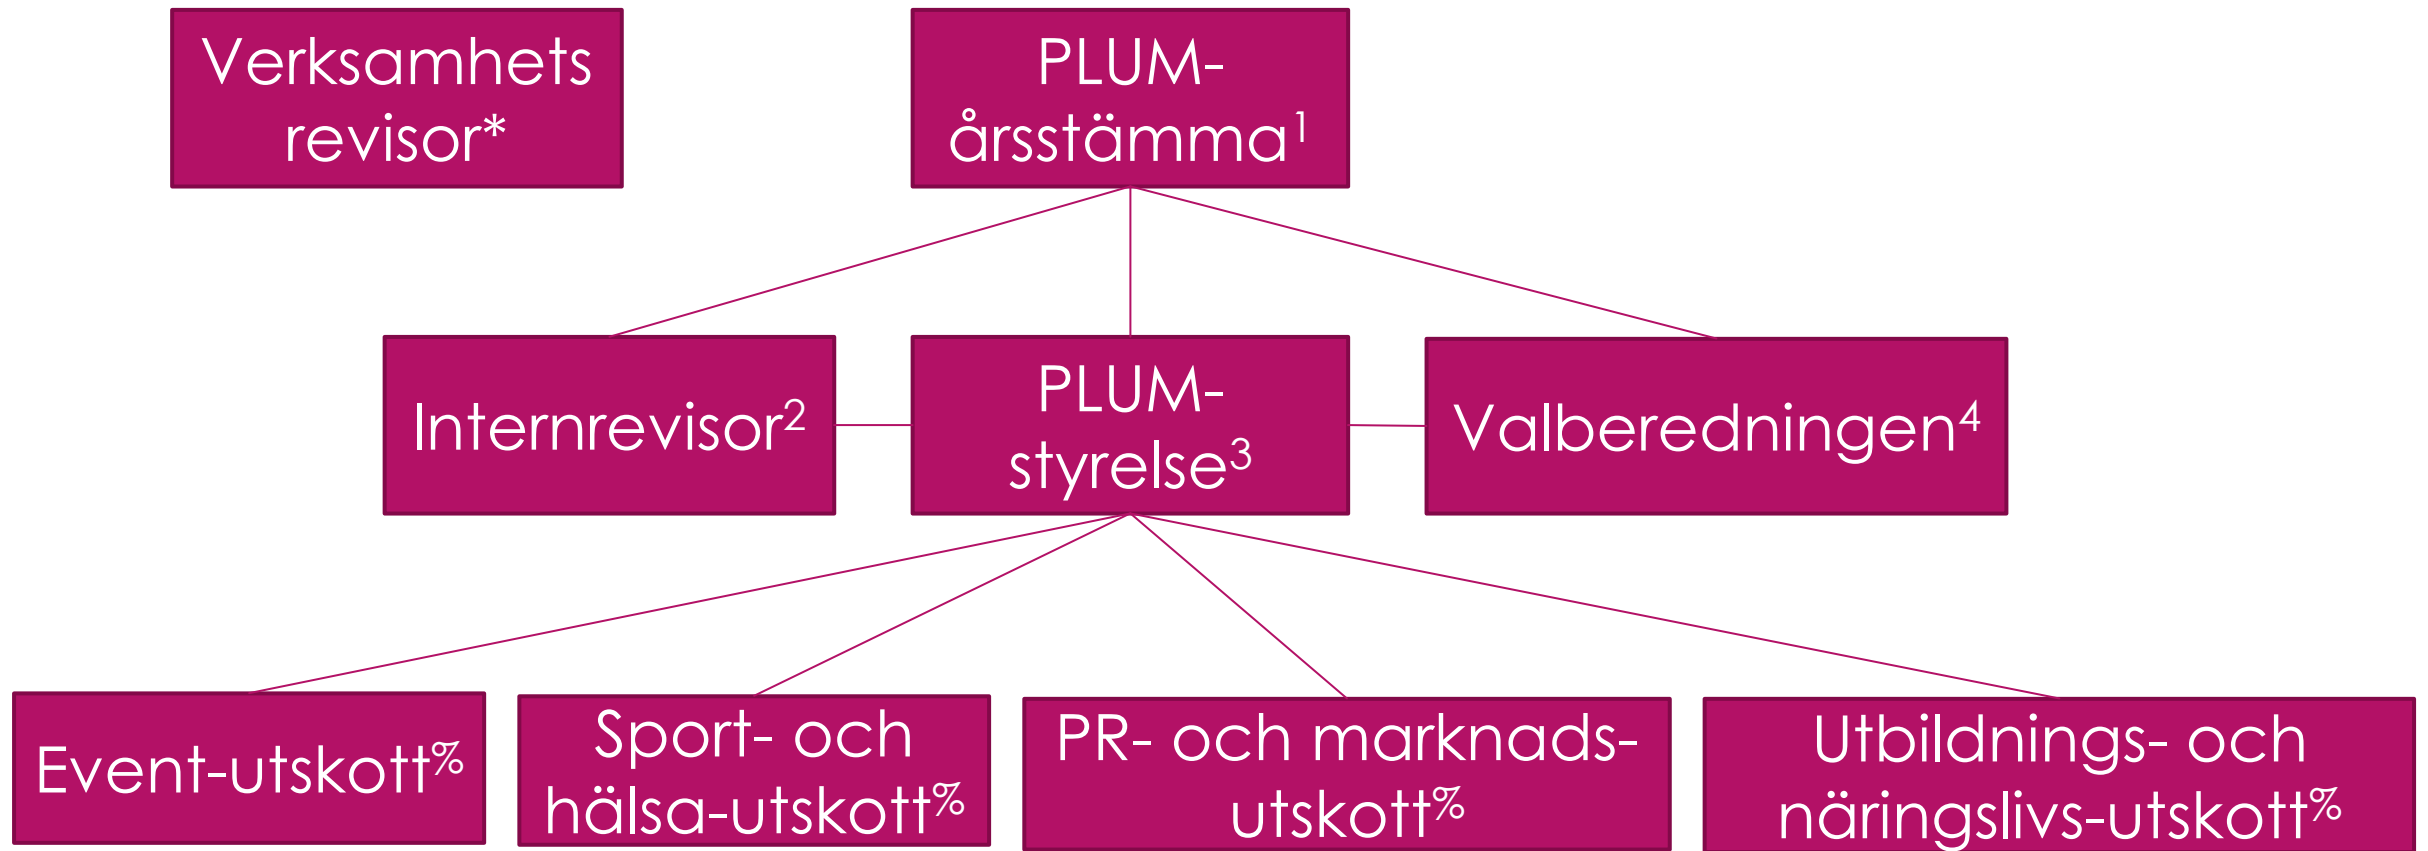 Verksamhets
revisor*
PLUM-
årsstämma¹
Internrevisor²
PLUM-
styrelse³
Valberedningen⁴
Event-utskott%
Sport- och
hälsa-utskott%
PR- och marknads-
utskott%
Utbildnings- och
näringslivs-utskott%